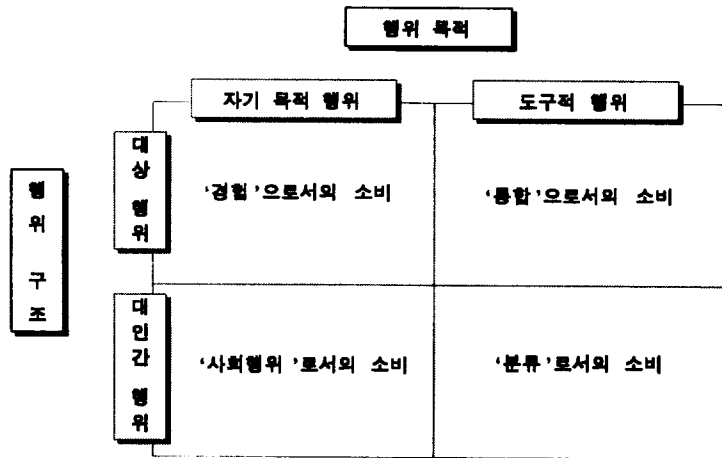 행위 목적
자기 목적 행위
도구적 행위
대상 행위
'경험'으로서의 소비
'통합'으로서의 소비
행위 구조
대인간 행위
'사회행위'로서의 소비
'분류'로서의 소비